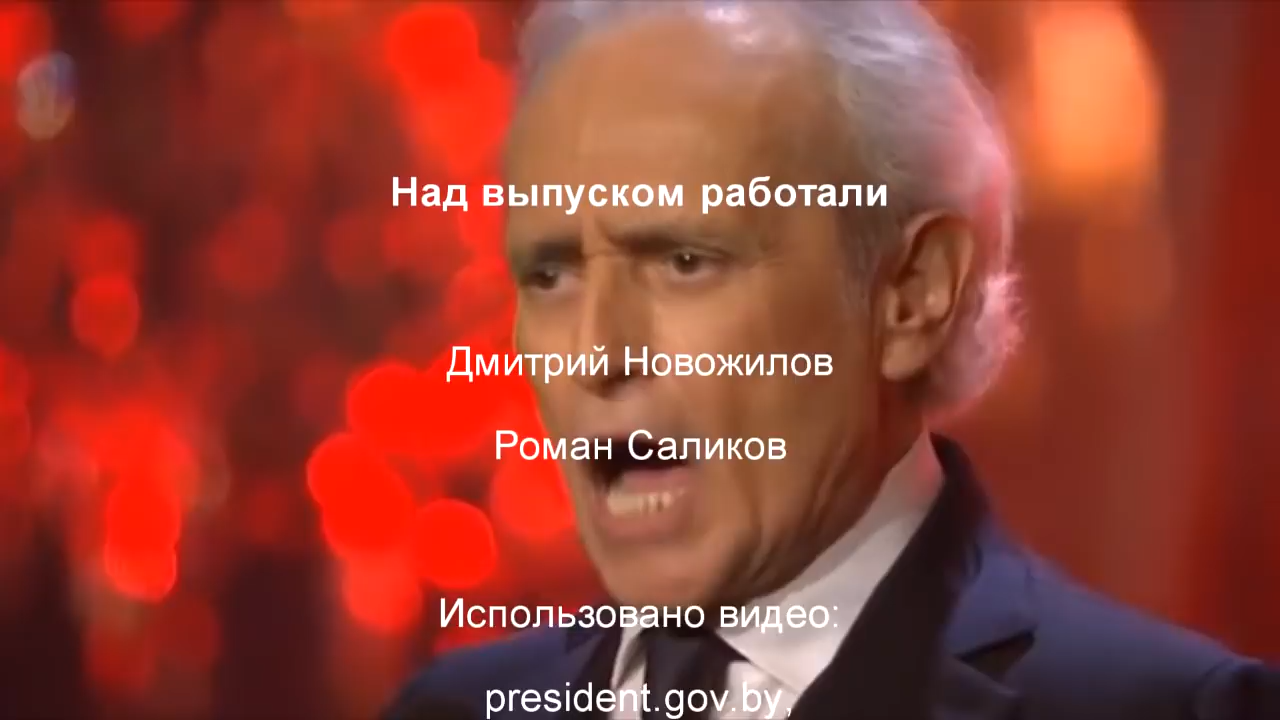 Над выпуском работали
Дмитрий Новожилов
Роман Саликов
Использовано видео:
president.gov.by,